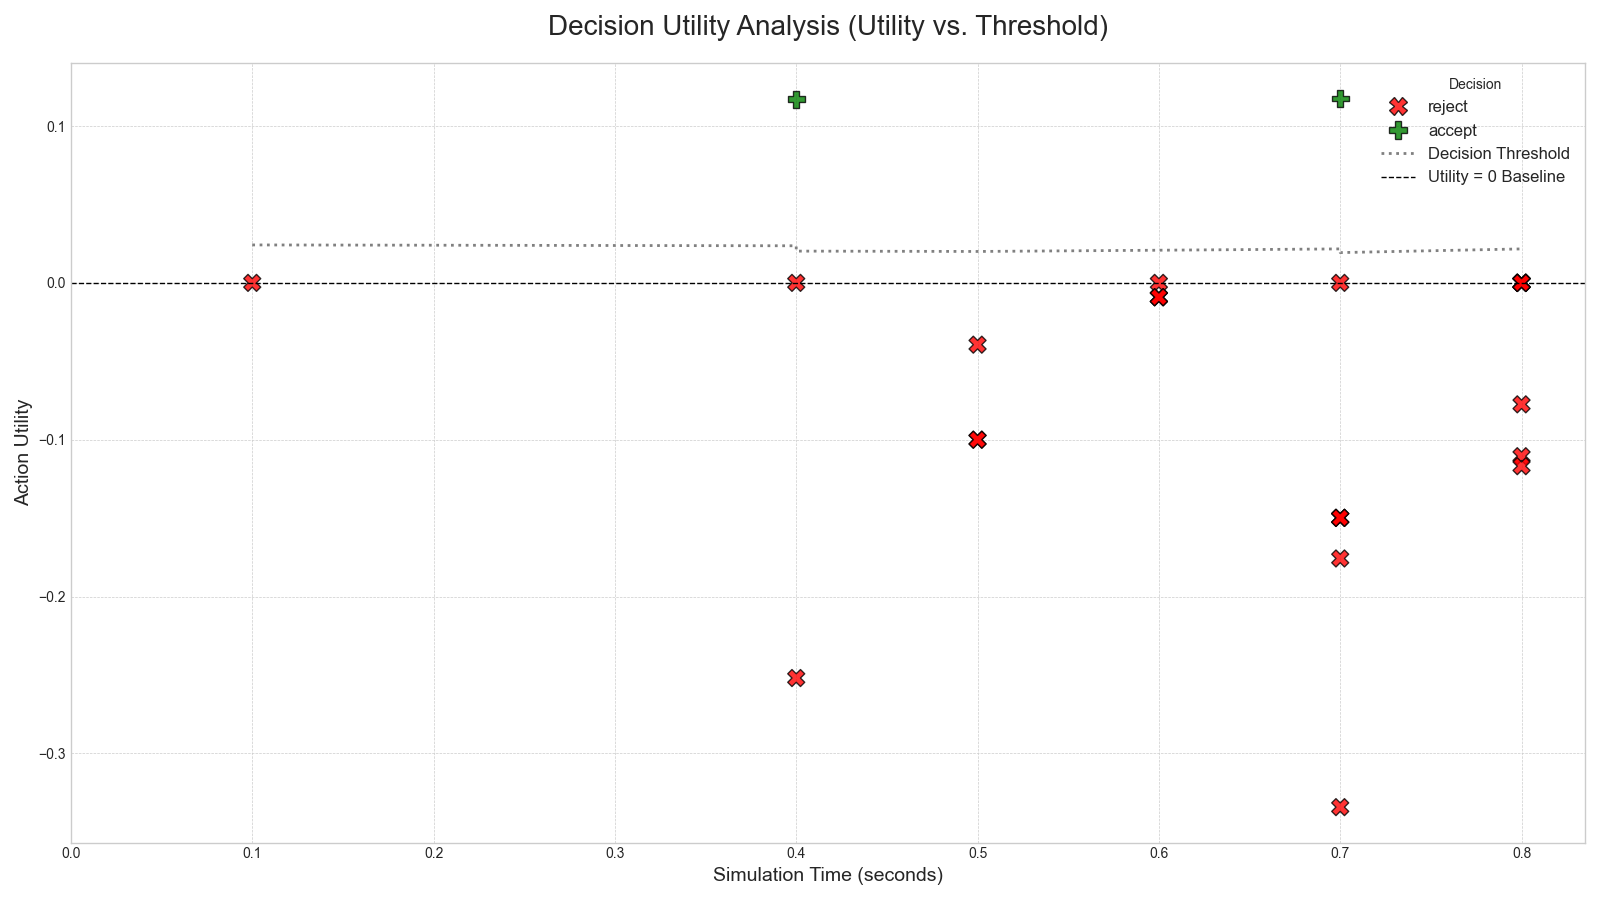 Decision Utility Analysis (Utility vs. Threshold)
Decision
reject
accept
Decision Threshold
Utility = 0 Baseline
Action Utility
0.1
0.0
−0.1
−0.2
−0.3
0.0 0.1 0.2 0.3 0.4 0.5 0.6 0.7 0.8
Simulation Time (seconds)